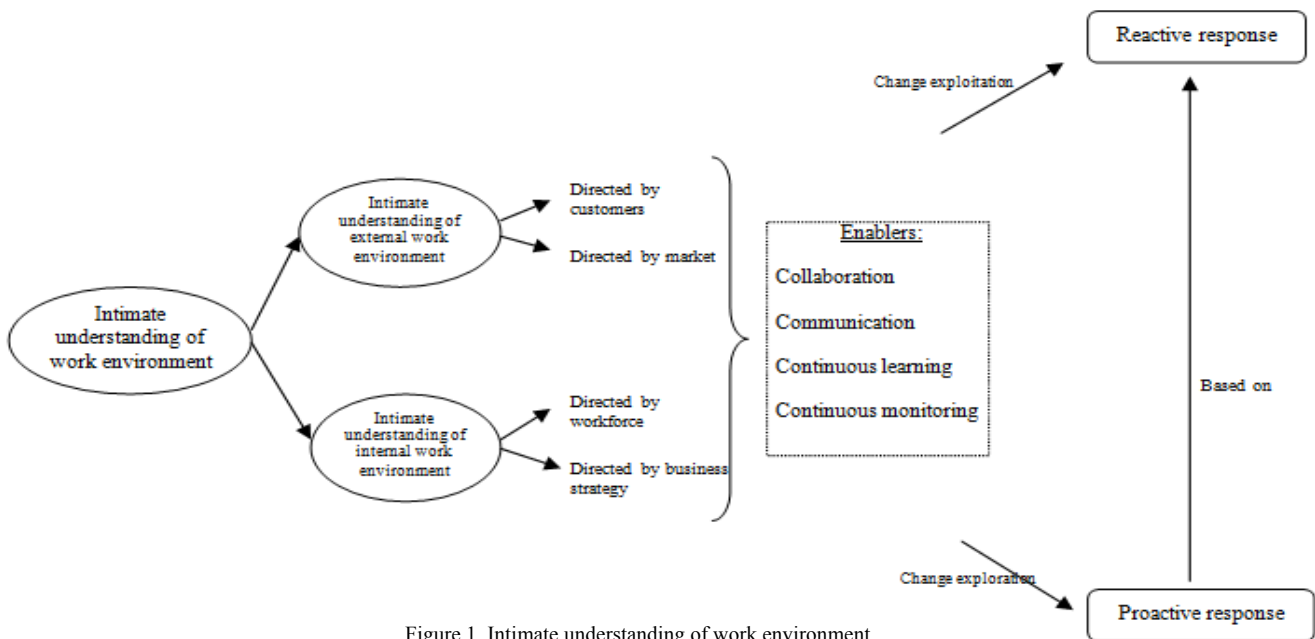 Reactive response
Change exploitation
Intimate
understanding of
external work
environment
Directed by
customers
Directed by market
Intimate
understanding of
work environment
Enablers:
Collaboration
Communication
Continuous learning
Continuous monitoring
Based on
Intimate
understanding of
internal work
environment
Directed by
workforce
Directed by business
strategy
Change exploration
Proactive response
Figure 1. Intimate understanding of work environment